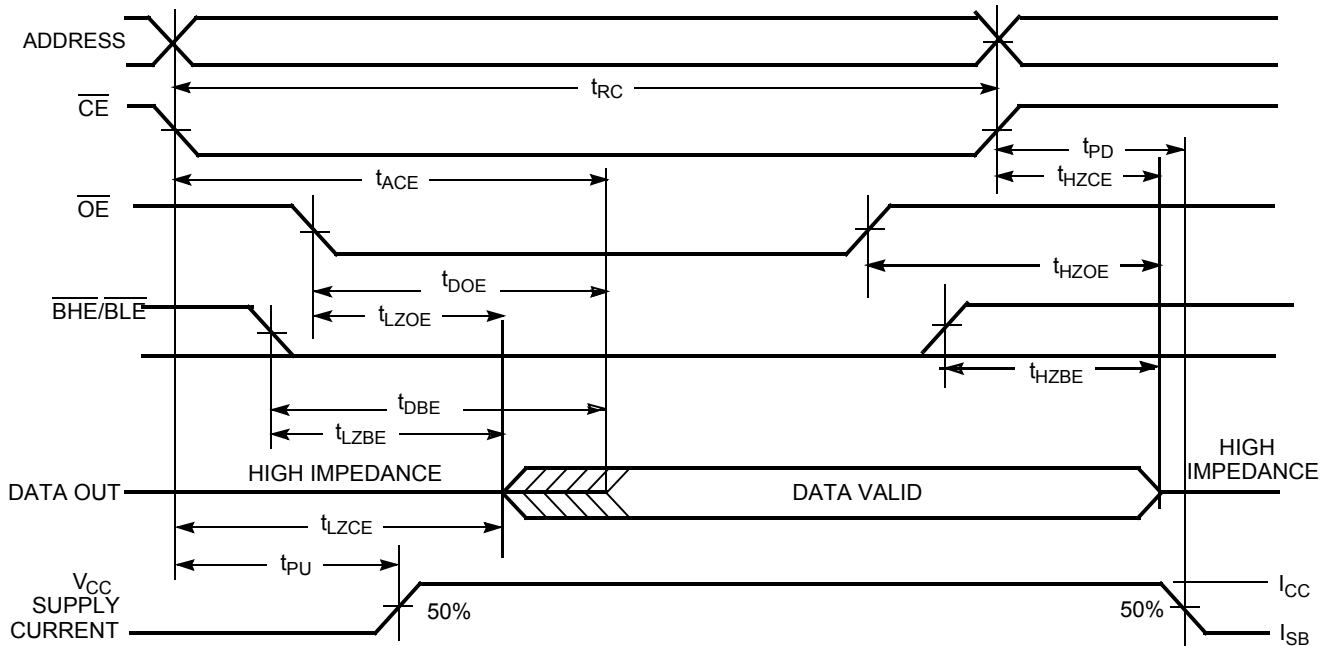 ADDRESS
tRC
CE
tPD
tACE
tHZCE
OE
tHZOE
tDOE
BHE/BLE
tLZOE
tHZBE
tDBE
tLZBE
HIGH IMPEDANCE
HIGH
IMPEDANCE
DATA OUT
DATA VALID
tLZCE
tPU
VCC
SUPPLY
CURRENT
50%
50%
ICC
ISB